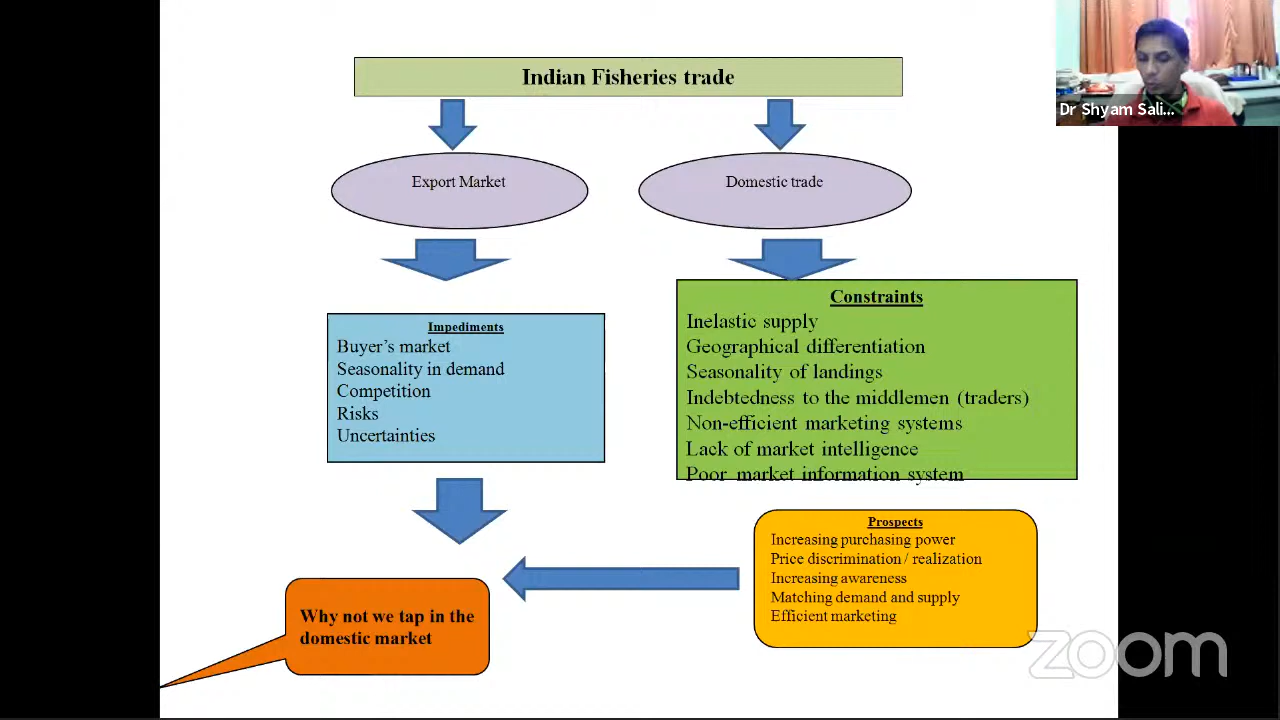 Indian Fisheries trade
Dr Shyam Sali...
Export Market
Domestic trade
Impediments
Buyer's market
Seasonality in demand
Competition
Risks
Uncertainties
Constraints
Inelastic supply
Geographical differentiation
Seasonality of landings
Indebtedness to the middlemen (traders)
Non-efficient marketing systems
Lack of market intelligence
Poor market information system
Prospects
Increasing purchasing power
Price discrimination / realization
Increasing awareness
Matching demand and supply
Efficient marketing
Why not we tap in the
domestic market
zoom